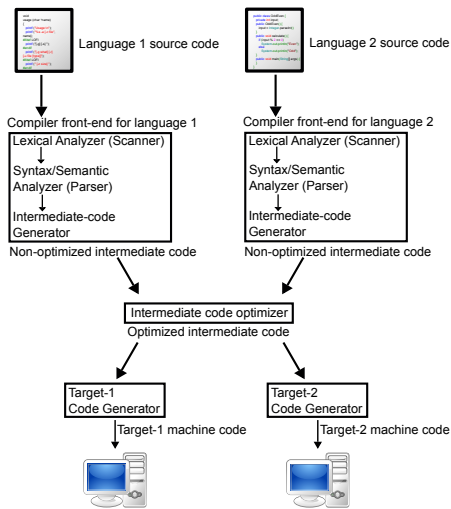 Language 1 source code
Language 2 source code
Compiler front-end for language 1
Lexical Analyzer (Scanner)
Syntax/Semantic
Analyzer (Parser)
Intermediate-code
Generator
Non-optimized intermediate code
Compiler front-end for language 2
Lexical Analyzer (Scanner)
Syntax/Semantic
Analyzer (Parser)
Intermediate-code
Generator
Non-optimized intermediate code
Intermediate code optimizer
Optimized intermediate code
Target-1
Code Generator
Target-1 machine code
Target-2
Code Generator
Target-2 machine code